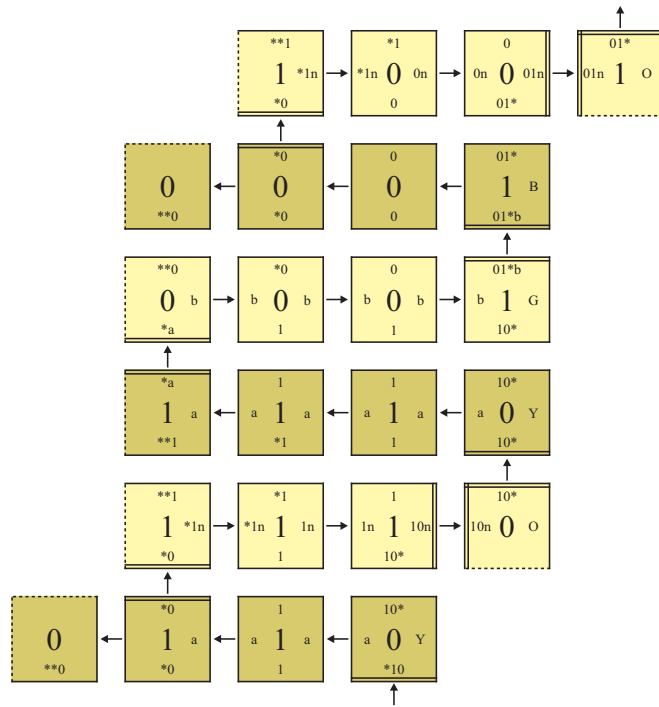 **1 *1 0 01*
1 *1n *1n 0 0n 0n 0 01n 01n 1 O
*0 0 01*
*0 0 01*
0 0 0 1 B
**0 *0 0 01*b
**0 *0 0 01*b
0 b b 0 b b 0 b b 1 G
*a 1 1 10*
*a 1 1 10*
1 a a 1 a a 1 a a 0 Y
**1 *1 1 10*
**1 *1 1 10*
1 *1n *1n 1 1n 1n 1 10n 10n 0 O
*0 1 10*
*0 1 10*
0 1 a a 1 a a 0 Y
**0 *0 1 *10